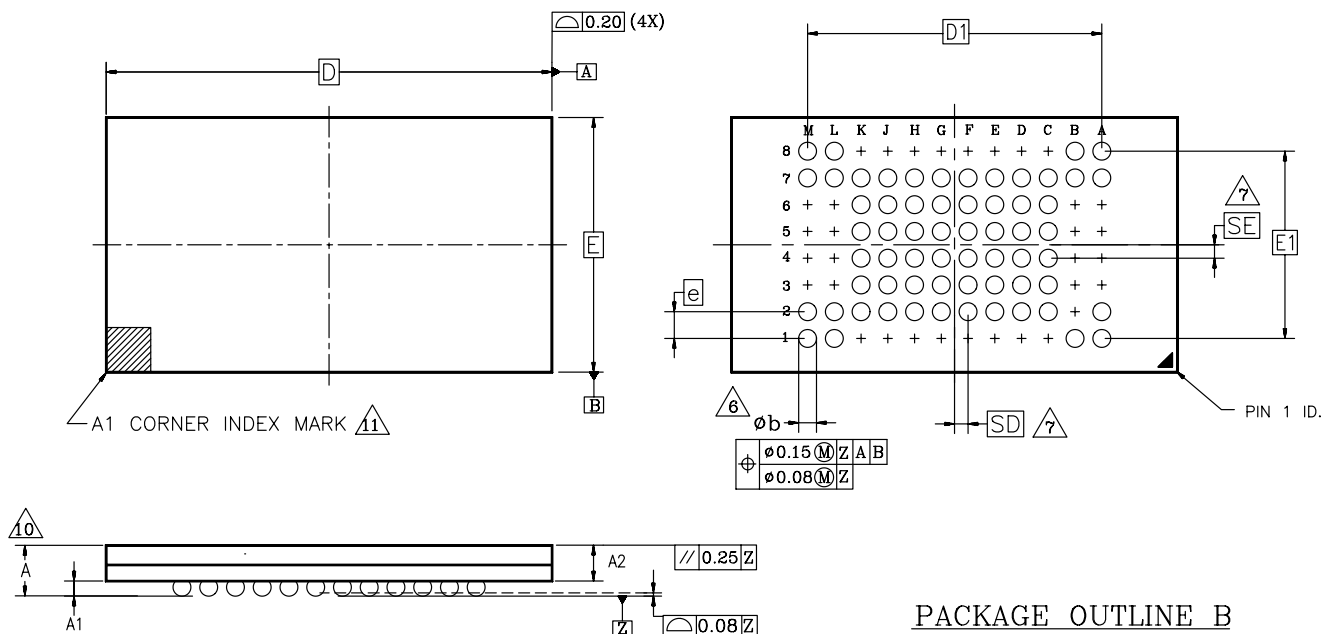 ⌓ 0.20 (4X)
D
A
D1
M L K J H G F E D C B A
8
7
6
5
4
3
2
1
E
B
7
SE
E1
e
A1 CORNER INDEX MARK 11
6
øb
SD 7
PIN 1 ID.
⌖ ø0.15Ⓜ Z A B
ø0.08Ⓜ Z
10
A
A1
A2
// 0.25 Z
Z
⌓ 0.08 Z
PACKAGE OUTLINE B